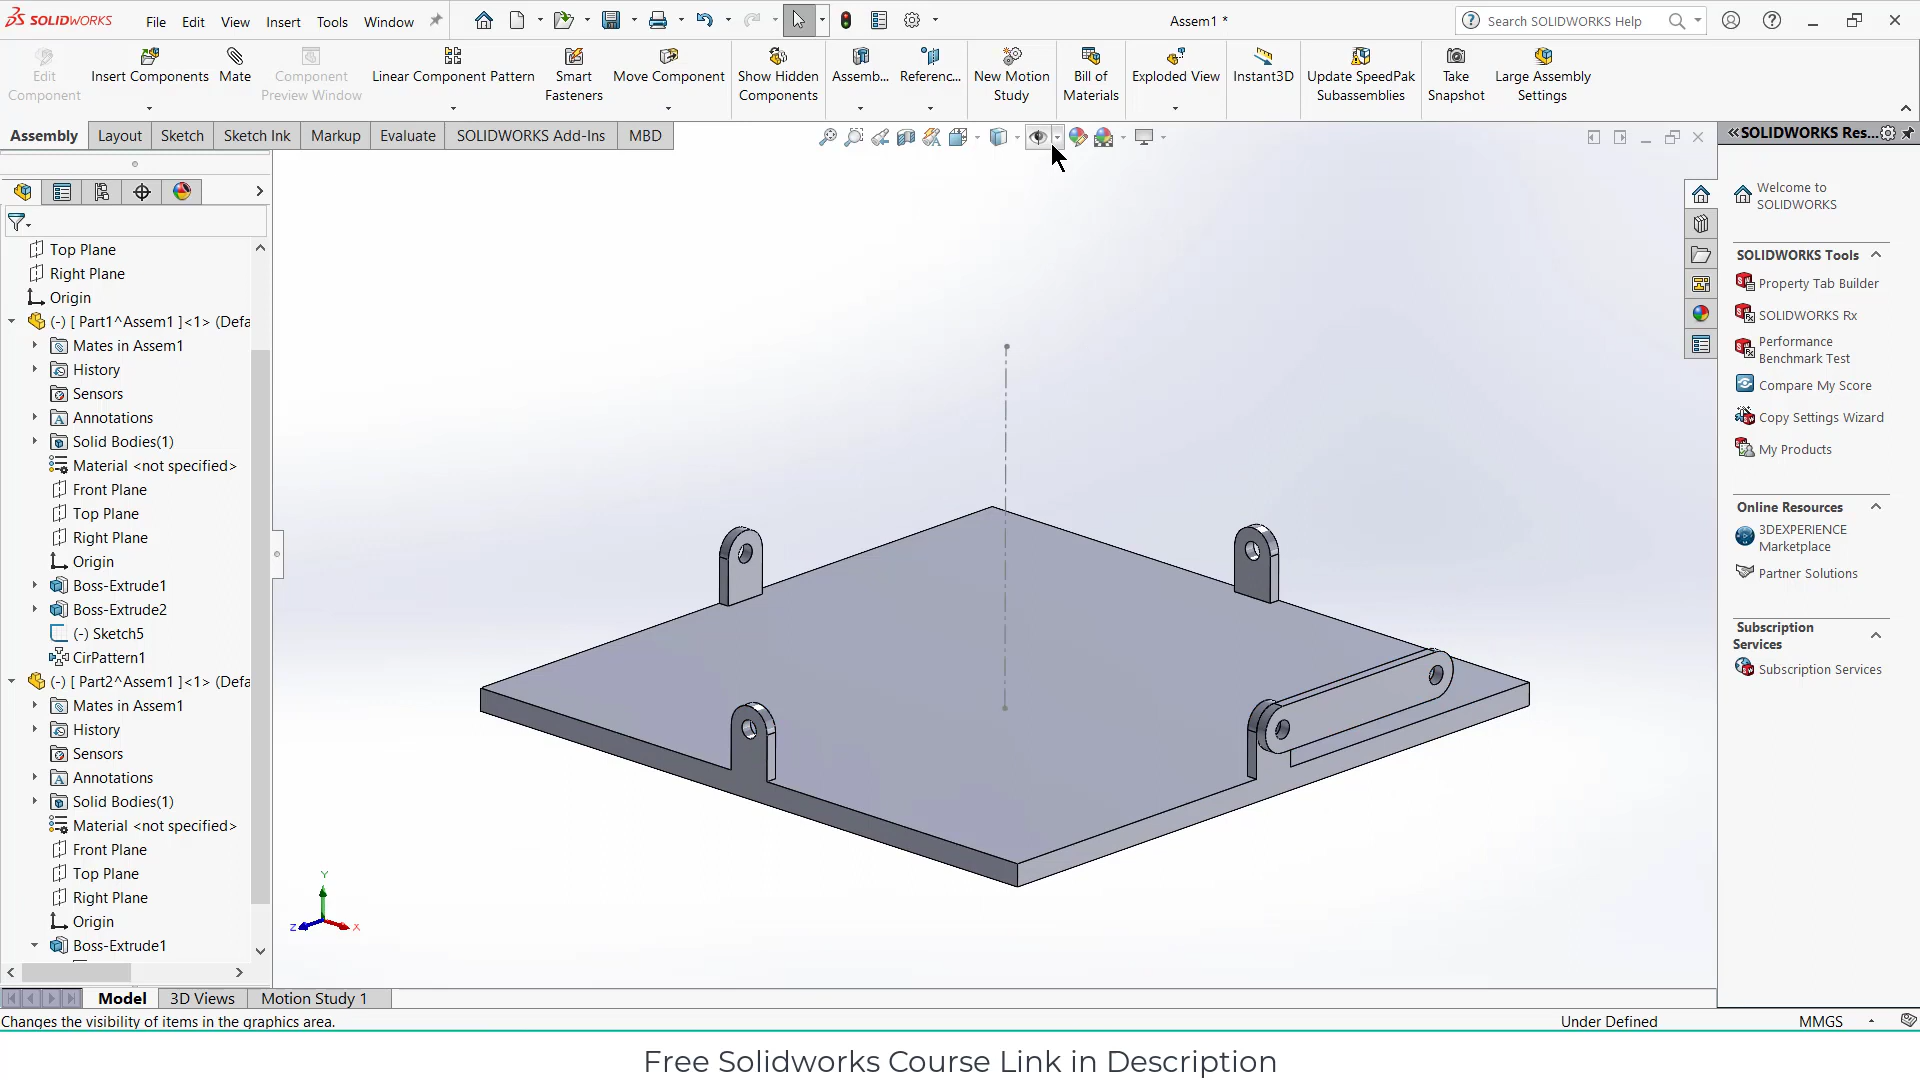 SOLIDWORKS File Edit View Insert Tools Window Assem1 * Search SOLIDWORKS Help
Edit Component
Insert Components
Mate
Component Preview Window
Linear Component Pattern
Smart Fasteners
Move Component
Show Hidden Components
Assemb...
Referenc...
New Motion Study
Bill of Materials
Exploded View
Instant3D
Update SpeedPak Subassemblies
Take Snapshot
Large Assembly Settings
Assembly Layout Sketch Sketch Ink Markup Evaluate SOLIDWORKS Add-Ins MBD
Top Plane
Right Plane
Origin
(-) [ Part1^Assem1 ]<1> (Defa
Mates in Assem1
History
Sensors
Annotations
Solid Bodies(1)
Material <not specified>
Front Plane
Top Plane
Right Plane
Origin
Boss-Extrude1
Boss-Extrude2
(-) Sketch5
CirPattern1
(-) [ Part2^Assem1 ]<1> (Defa
Mates in Assem1
History
Sensors
Annotations
Solid Bodies(1)
Material <not specified>
Front Plane
Top Plane
Right Plane
Origin
Boss-Extrude1
Y
Z
X
SOLIDWORKS Res...
Welcome to
SOLIDWORKS
SOLIDWORKS Tools
Property Tab Builder
SOLIDWORKS Rx
Performance
Benchmark Test
Compare My Score
Copy Settings Wizard
My Products
Online Resources
3DEXPERIENCE
Marketplace
Partner Solutions
Subscription
Services
Subscription Services
Model 3D Views Motion Study 1
Changes the visibility of items in the graphics area. Under Defined MMGS
Free Solidworks Course Link in Description